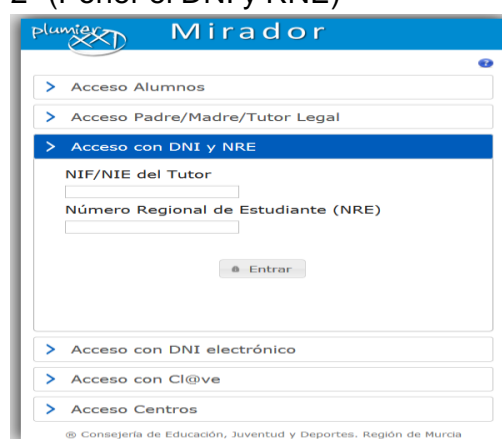 2º (Poner el DNI y RNE)
plumier XXI
Mirador
> Acceso Alumnos
> Acceso Padre/Madre/Tutor Legal
> Acceso con DNI y NRE
NIF/NIE del Tutor
Número Regional de Estudiante (NRE)
Entrar
> Acceso con DNI electrónico
> Acceso con Cl@ve
> Acceso Centros
® Consejería de Educación, Juventud y Deportes. Región de Murcia